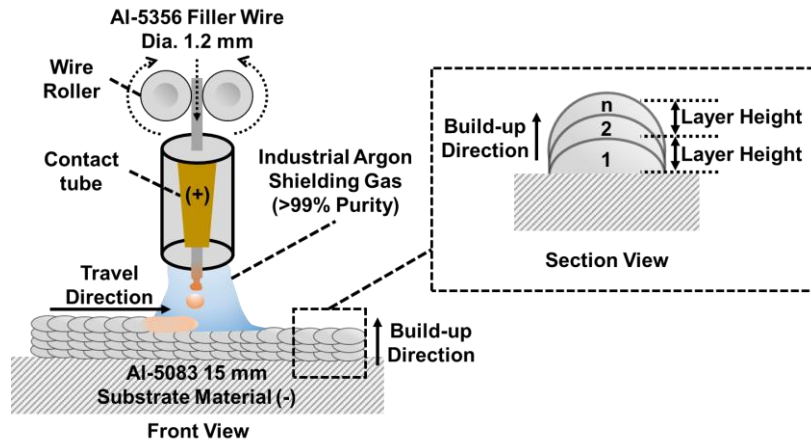 Al-5356 Filler Wire
Dia. 1.2 mm
Wire
Roller
Contact
tube
(+)
Industrial Argon
Shielding Gas
(>99% Purity)
Travel
Direction
Build-up
Direction
Al-5083 15 mm
Substrate Material (-)
Front View
Build-up
Direction
n
2
1
Layer Height
Layer Height
Section View